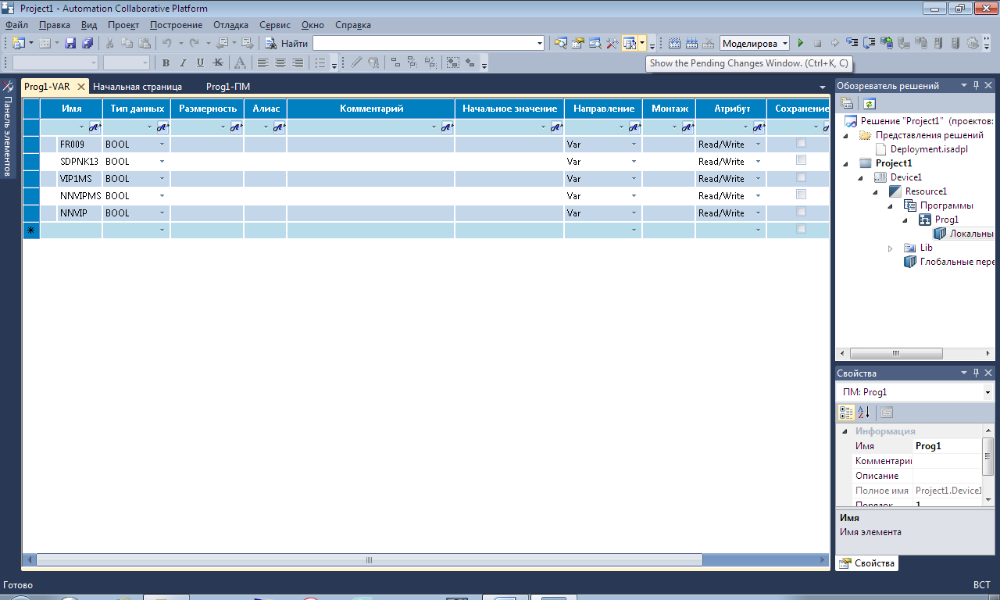 Prog1 - Automation Collaborative Platform
Файл Правка Вид Проект Построение Отладка Сервис Окно Справка
Найти Моделирова
B I U K A
Show the Pending Changes Window. (Ctrl+K, C)
Панель элементов
Prog1-VAR Начальная страница Prog1-ПМ
Имя Тип данных Размерность Алиас Комментарий Начальное значение Направление Монтаж Атрибут Сохранение
FR009 BOOL Var Read/Write
SDPNK13 BOOL Var Read/Write
VIP1MS BOOL Var Read/Write
NNVIPMS BOOL Var Read/Write
NNVIP BOOL Var Read/Write
Обозреватель решений
Решение "Project1" (проектов:
Представления решений
Deployment.isadpl
Project1
Device1
Resource1
Программы
Prog1
Локальны
Lib
Глобальные пере
Свойства
ПМ: Prog1
Информация
Имя Prog1
Комментарий
Описание
Полное имя Project1.Device1
Порядок 1
Имя
Имя элемента
Свойства
Готово ВСТ